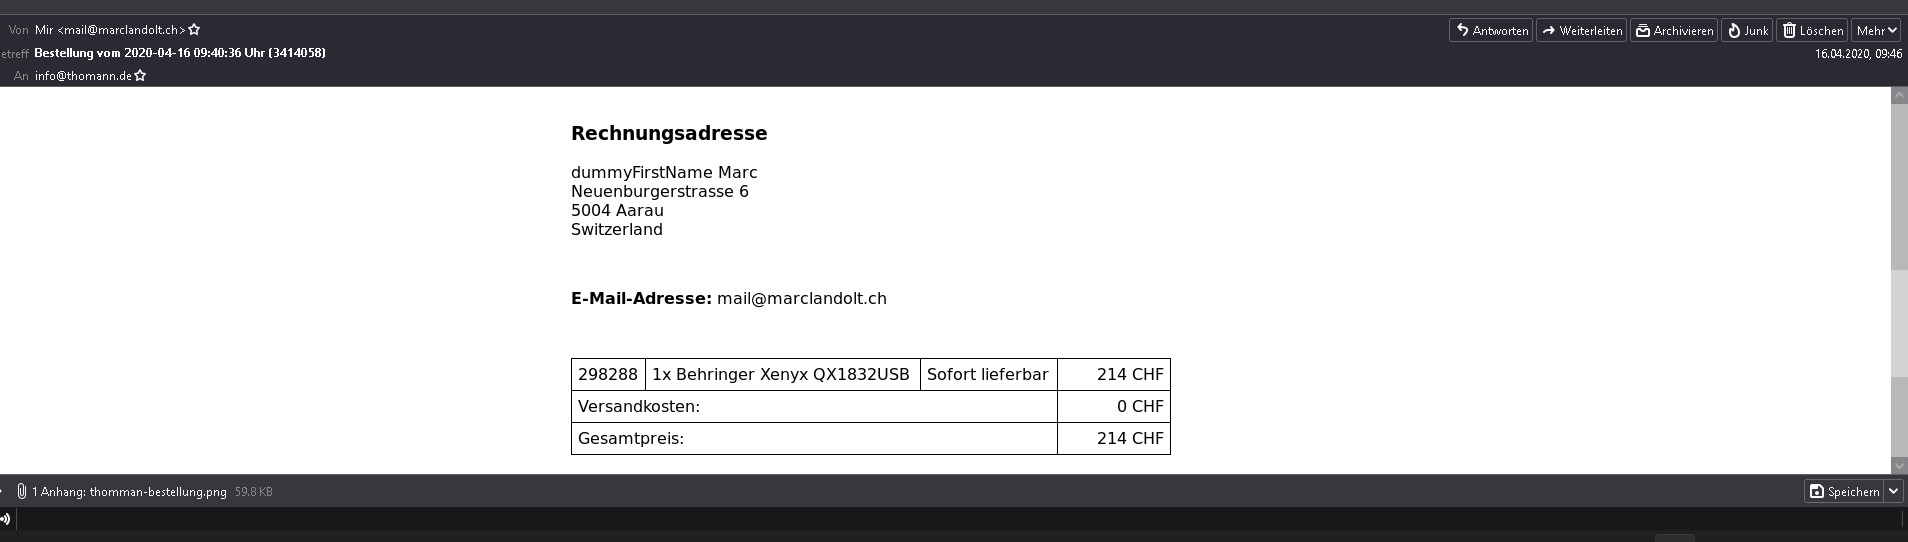 Von Mir <mail@marclandolt.ch>
Antworten Weiterleiten Archivieren Junk Löschen Mehr
etreff Bestellung vom 2020-04-16 09:40:36 Uhr (3414058)
16.04.2020, 09:46
An info@thomann.de
Rechnungsadresse
dummyFirstName Marc
Neuenburgerstrasse 6
5004 Aarau
Switzerland
E-Mail-Adresse: mail@marclandolt.ch
298288 1x Behringer Xenyx QX1832USB Sofort lieferbar 214 CHF
Versandkosten: 0 CHF
Gesamtpreis: 214 CHF
1 Anhang: thomman-bestellung.png 59.8 KB
Speichern